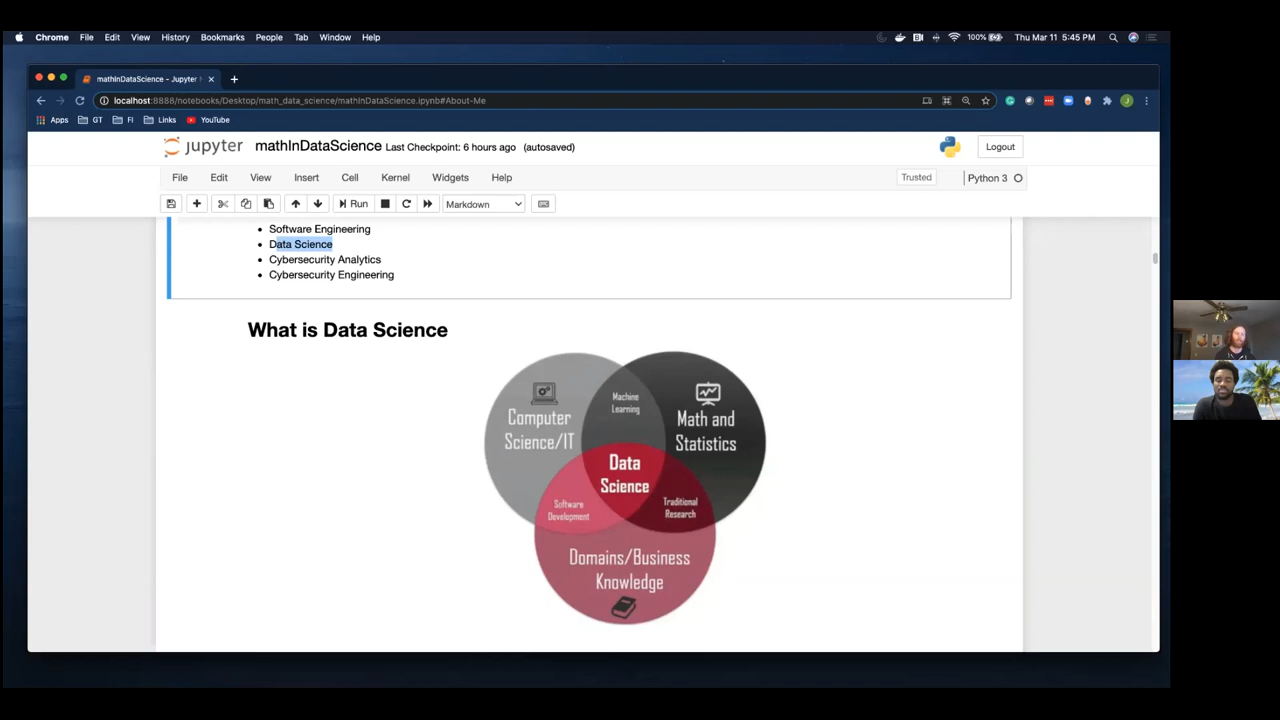 Chrome File Edit View History Bookmarks People Tab Window Help 100% Thu Mar 11 5:45 PM
mathInDataScience - Jupyter
localhost:8888/notebooks/Desktop/math_data_science/mathInDataScience.ipynb#About-Me
Apps GT FI Links YouTube
jupyter mathInDataScience Last Checkpoint: 6 hours ago (autosaved) Logout
File Edit View Insert Cell Kernel Widgets Help Trusted Python 3
Run Markdown
Software Engineering
Data Science
Cybersecurity Analytics
Cybersecurity Engineering
What is Data Science
Computer
Science/IT
Machine
Learning
Math and
Statistics
Data
Science
Software
Development
Traditional
Research
Domains/Business
Knowledge